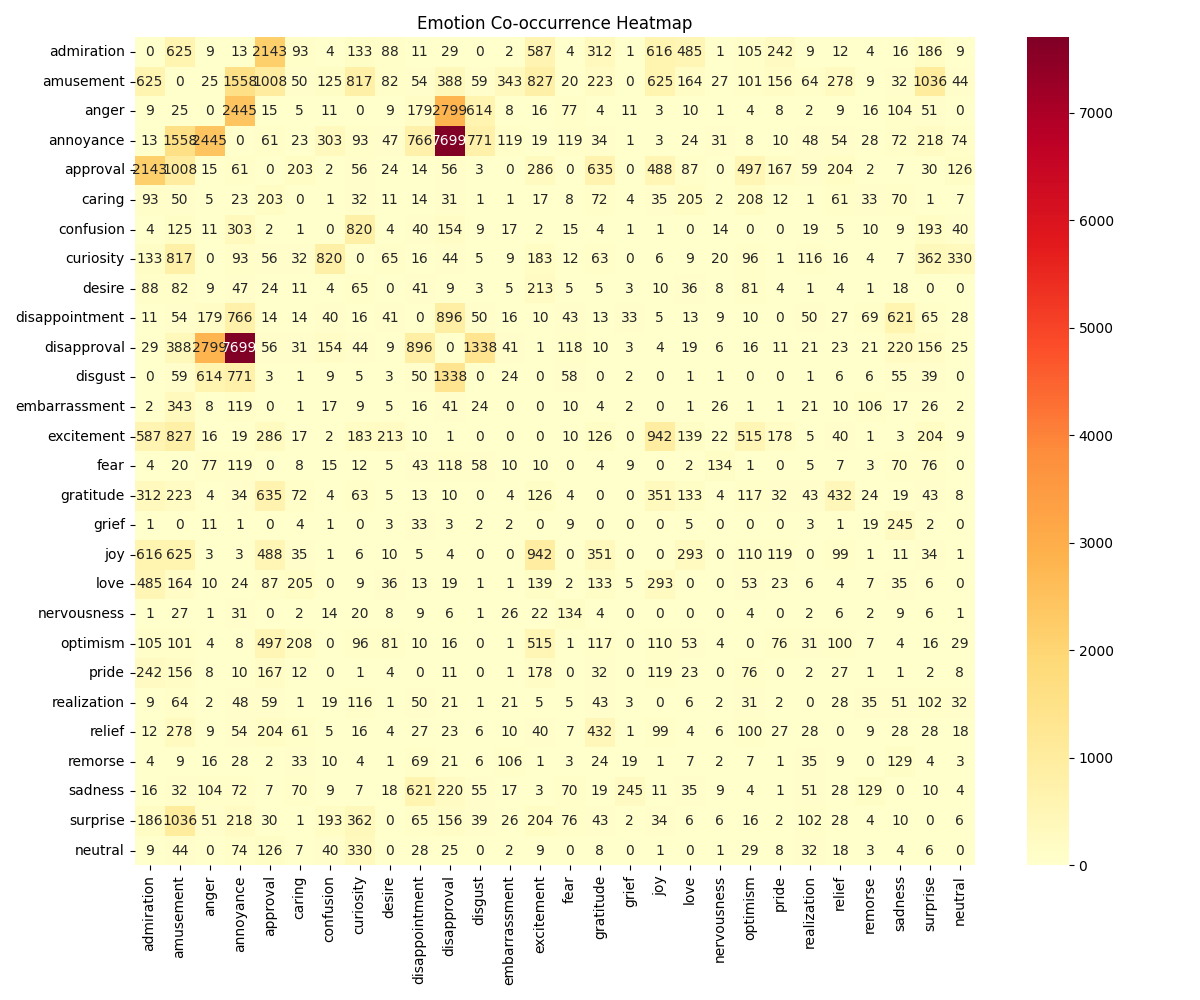 Emotion Co-occurrence Heatmap
admiration 0 625 9 13 2143 93 4 133 88 11 29 0 2 587 4 312 1 616 485 1 105 242 9 12 4 16 186 9
amusement 625 0 25 1558 1008 50 125 817 82 54 388 59 343 827 20 223 0 625 164 27 101 156 64 278 9 32 1036 44
anger 9 25 0 2445 15 5 11 0 9 179 2799 614 8 16 77 4 11 3 10 1 4 8 2 9 16 104 51 0
annoyance 13 1558 2445 0 61 23 303 93 47 766 7699 771 119 19 119 34 1 3 24 31 8 10 48 54 28 72 218 74
approval 2143 1008 15 61 0 203 2 56 24 14 56 3 0 286 0 635 0 488 87 0 497 167 59 204 2 7 30 126
caring 93 50 5 23 203 0 1 32 11 14 31 1 1 17 8 72 4 35 205 2 208 12 1 61 33 70 1 7
confusion 4 125 11 303 2 1 0 820 4 40 154 9 17 2 15 4 1 1 0 14 0 0 19 5 10 9 193 40
curiosity 133 817 0 93 56 32 820 0 65 16 44 5 9 183 12 63 0 6 9 20 96 1 116 16 4 7 362 330
desire 88 82 9 47 24 11 4 65 0 41 9 3 5 213 5 5 3 10 36 8 81 4 1 4 1 18 0 0
disappointment 11 54 179 766 14 14 40 16 41 0 896 50 16 10 43 13 33 5 13 9 10 0 50 27 69 621 65 28
disapproval 29 388 2799 7699 56 31 154 44 9 896 0 1338 41 1 118 10 3 4 19 6 16 11 21 23 21 220 156 25
disgust 0 59 614 771 3 1 9 5 3 50 1338 0 24 0 58 0 2 0 1 1 0 0 1 6 6 55 39 0
embarrassment 2 343 8 119 0 1 17 9 5 16 41 24 0 0 10 4 2 0 1 26 1 1 21 10 106 17 26 2
excitement 587 827 16 19 286 17 2 183 213 10 1 0 0 0 10 126 0 942 139 22 515 178 5 40 1 3 204 9
fear 4 20 77 119 0 8 15 12 5 43 118 58 10 10 0 4 9 0 2 134 1 0 5 7 3 70 76 0
gratitude 312 223 4 34 635 72 4 63 5 13 10 0 4 126 4 0 0 351 133 4 117 32 43 432 24 19 43 8
grief 1 0 11 1 0 4 1 0 3 33 3 2 2 0 9 0 0 0 5 0 0 0 3 1 19 245 2 0
joy 616 625 3 3 488 35 1 6 10 5 4 0 0 942 0 351 0 0 293 0 110 119 0 99 1 11 34 1
love 485 164 10 24 87 205 0 9 36 13 19 1 1 139 2 133 5 293 0 0 53 23 6 4 7 35 6 0
nervousness 1 27 1 31 0 2 14 20 8 9 6 1 26 22 134 4 0 0 0 0 4 0 2 6 2 9 6 1
optimism 105 101 4 8 497 208 0 96 81 10 16 0 1 515 1 117 0 110 53 4 0 76 31 100 7 4 16 29
pride 242 156 8 10 167 12 0 1 4 0 11 0 1 178 0 32 0 119 23 0 76 0 2 27 1 1 2 8
realization 9 64 2 48 59 1 19 116 1 50 21 1 21 5 5 43 3 0 6 2 31 2 0 28 35 51 102 32
relief 12 278 9 54 204 61 5 16 4 27 23 6 10 40 7 432 1 99 4 6 100 27 28 0 9 28 28 18
remorse 4 9 16 28 2 33 10 4 1 69 21 6 106 1 3 24 19 1 7 2 7 1 35 9 0 129 4 3
sadness 16 32 104 72 7 70 9 7 18 621 220 55 17 3 70 19 245 11 35 9 4 1 51 28 129 0 10 4
surprise 186 1036 51 218 30 1 193 362 0 65 156 39 26 204 76 43 2 34 6 6 16 2 102 28 4 10 0 6
neutral 9 44 0 74 126 7 40 330 0 28 25 0 2 9 0 8 0 1 0 1 29 8 32 18 3 4 6 0
admiration amusement anger annoyance approval caring confusion curiosity desire disappointment disapproval disgust embarrassment excitement fear gratitude grief joy love nervousness optimism pride realization relief remorse sadness surprise neutral
7000
6000
5000
4000
3000
2000
1000
0